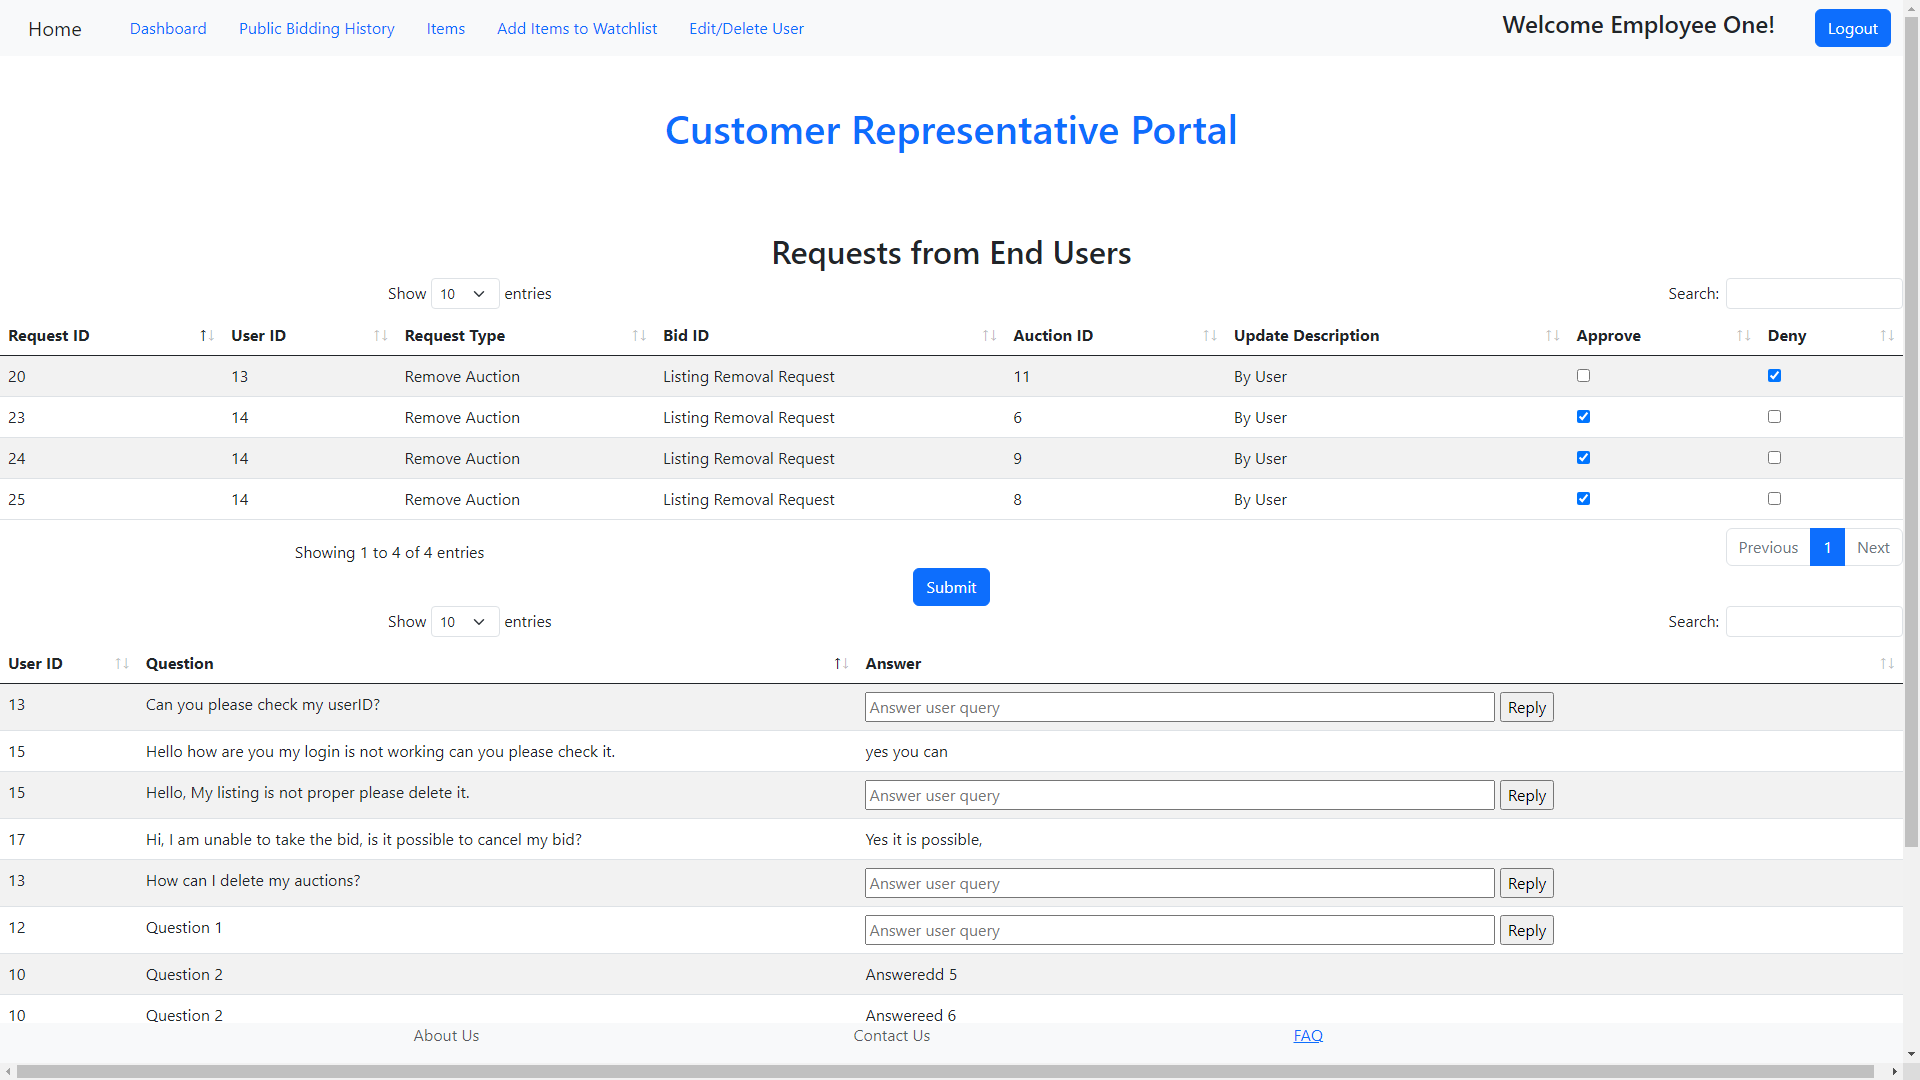 Home Dashboard Public Bidding History Items Add Items to Watchlist Edit/Delete User Welcome Employee One! Logout
Customer Representative Portal
Requests from End Users
Show 10 entries Search:
Request ID User ID Request Type Bid ID Auction ID Update Description Approve Deny
20 13 Remove Auction Listing Removal Request 11 By User
23 14 Remove Auction Listing Removal Request 6 By User
24 14 Remove Auction Listing Removal Request 9 By User
25 14 Remove Auction Listing Removal Request 8 By User
Showing 1 to 4 of 4 entries Previous 1 Next
Submit
Show 10 entries Search:
User ID Question Answer
13 Can you please check my userID? Answer user query Reply
15 Hello how are you my login is not working can you please check it. yes you can
15 Hello, My listing is not proper please delete it. Answer user query Reply
17 Hi, I am unable to take the bid, is it possible to cancel my bid? Yes it is possible,
13 How can I delete my auctions? Answer user query Reply
12 Question 1 Answer user query Reply
10 Question 2 Answeredd 5
10 Question 2 Answereed 6
About Us Contact Us FAQ